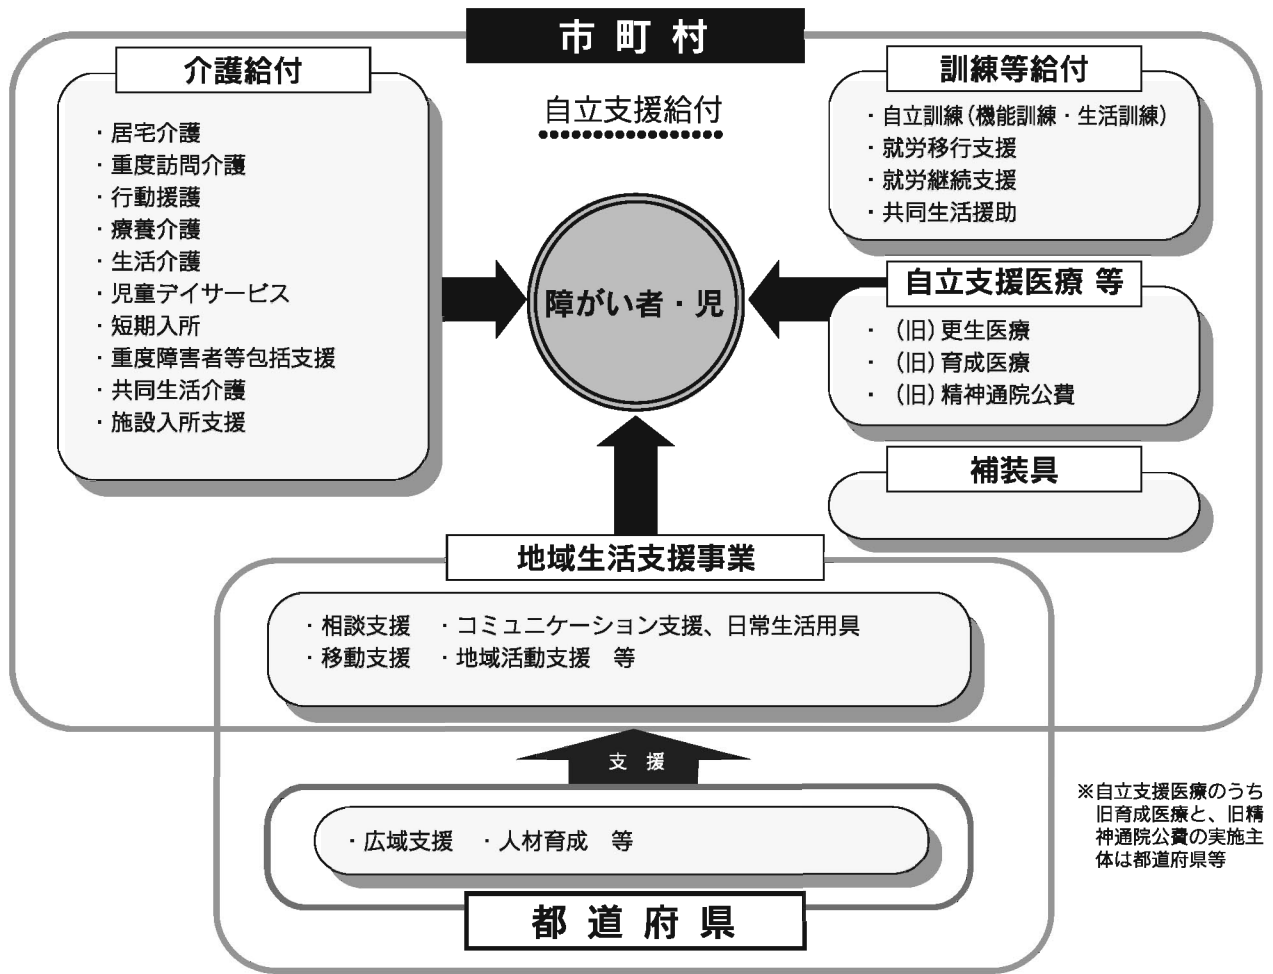 市町村
自立支援給付
介護給付
・居宅介護
・重度訪問介護
・行動援護
・療養介護
・生活介護
・児童デイサービス
・短期入所
・重度障害者等包括支援
・共同生活介護
・施設入所支援
障がい者・児
訓練等給付
・自立訓練(機能訓練・生活訓練)
・就労移行支援
・就労継続支援
・共同生活援助
自立支援医療 等
・(旧)更生医療
・(旧)育成医療
・(旧)精神通院公費
補装具
地域生活支援事業
・相談支援 ・コミュニケーション支援、日常生活用具
・移動支援 ・地域活動支援 等
支 援
・広域支援 ・人材育成 等
都道府県
※自立支援医療のうち
旧育成医療と、旧精
神通院公費の実施主
体は都道府県等